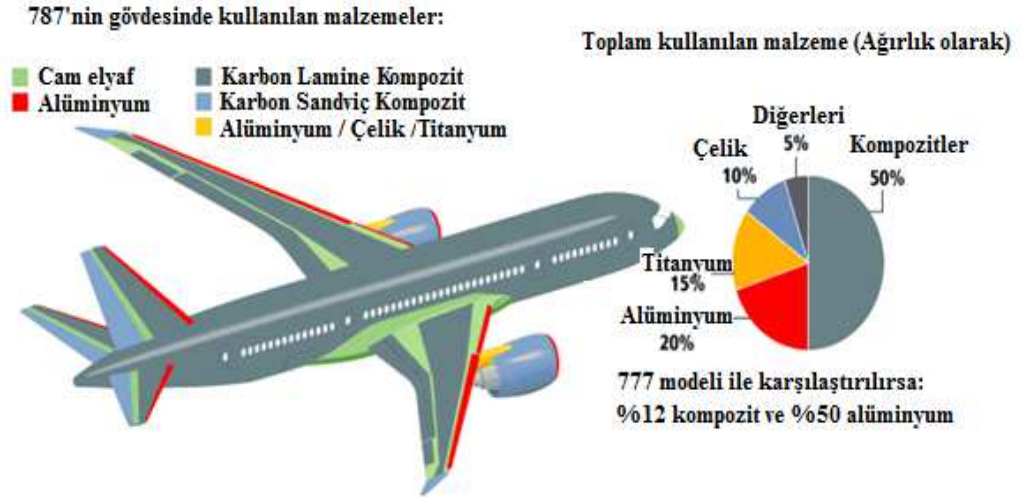 787'nin gövdesinde kullanılan malzemeler:
Cam elyaf
Alüminyum
Karbon Lamine Kompozit
Karbon Sandviç Kompozit
Alüminyum / Çelik /Titanyum
Toplam kullanılan malzeme (Ağırlık olarak)
Diğerleri
5%
Kompozitler
50%
Çelik
10%
Titanyum
15%
Alüminyum
20%
777 modeli ile karşılaştırılırsa:
%12 kompozit ve %50 alüminyum